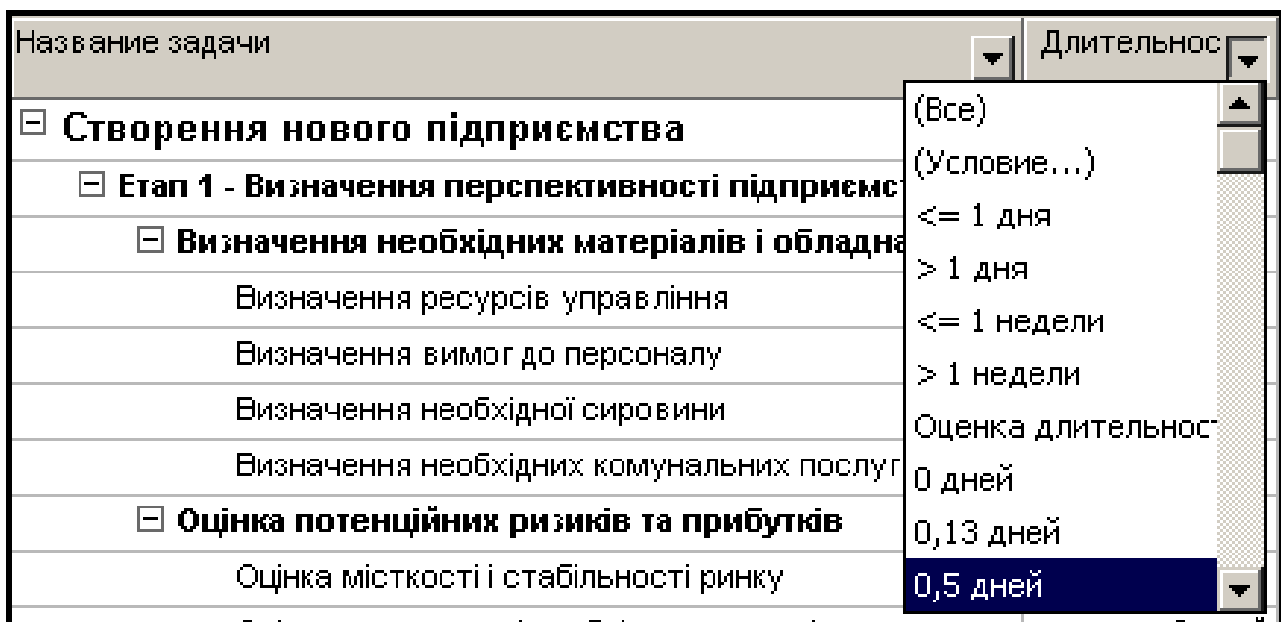 Название задачи
Длительнос
Створення нового підприємства
Етап 1 - Визначення перспективності підприємс
Визначення необхідних матеріалів і обладна
Визначення ресурсів управління
Визначення вимог до персоналу
Визначення необхідної сировини
Визначення необхідних комунальних послуг
Оцінка потенційних ризиків та прибутків
Оцінка місткості і стабільності ринку
(Все)
(Условие...)
<= 1 дня
> 1 дня
<= 1 недели
> 1 недели
Оценка длительност
0 дней
0,13 дней
0,5 дней